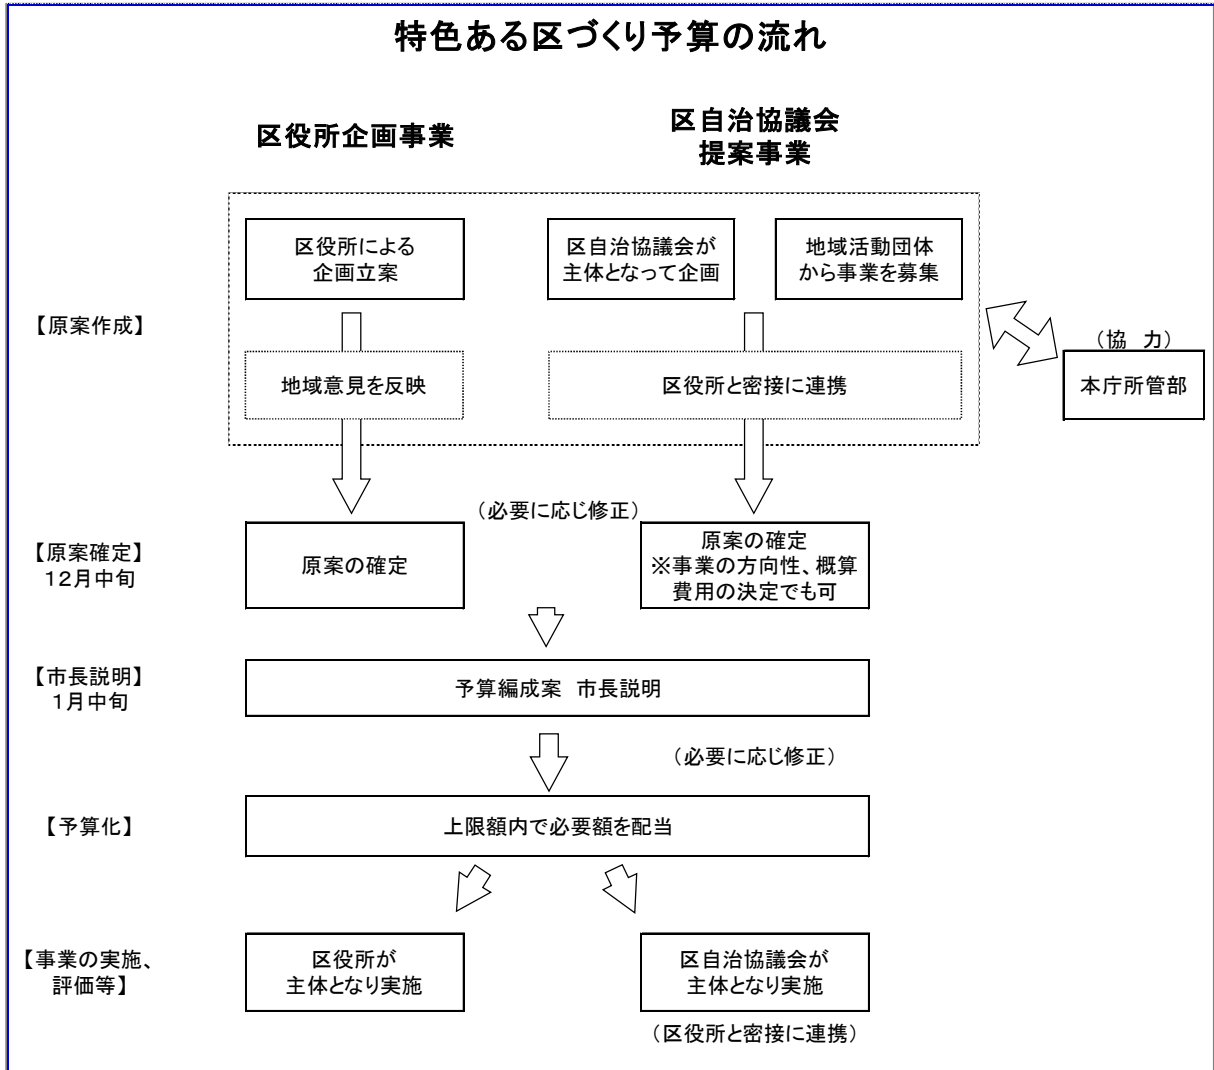 特色ある区づくり予算の流れ
区役所企画事業
区自治協議会
提案事業
区役所による
企画立案
区自治協議会が
主体となって企画
地域活動団体
から事業を募集
【原案作成】
（協　力）
本庁所管部
地域意見を反映
区役所と密接に連携
（必要に応じ修正）
【原案確定】
１２月中旬
原案の確定
原案の確定
※事業の方向性、概算
費用の決定でも可
【市長説明】
１月中旬
予算編成案　市長説明
（必要に応じ修正）
【予算化】
上限額内で必要額を配当
【事業の実施、
評価等】
区役所が
主体となり実施
区自治協議会が
主体となり実施
（区役所と密接に連携）